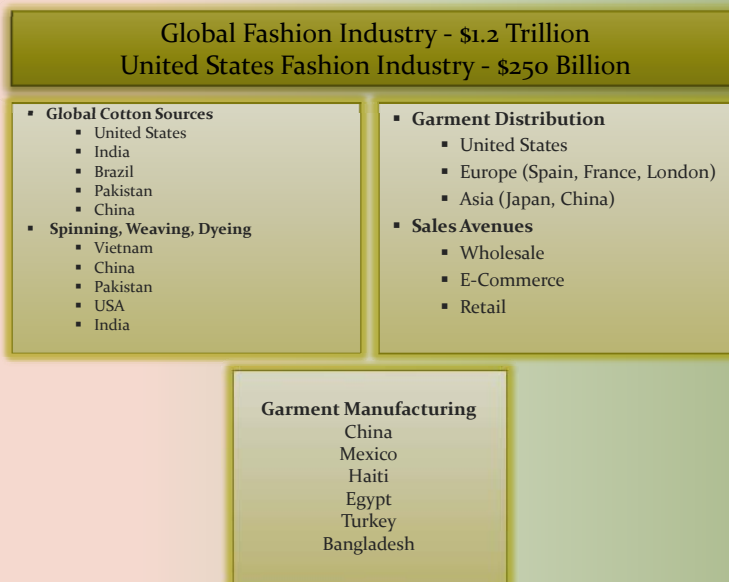 Global Fashion Industry - $1.2 Trillion
United States Fashion Industry - $250 Billion
▪ Global Cotton Sources
▪ United States
▪ India
▪ Brazil
▪ Pakistan
▪ China
▪ Spinning, Weaving, Dyeing
▪ Vietnam
▪ China
▪ Pakistan
▪ USA
▪ India
▪ Garment Distribution
▪ United States
▪ Europe (Spain, France, London)
▪ Asia (Japan, China)
▪ Sales Avenues
▪ Wholesale
▪ E-Commerce
▪ Retail
Garment Manufacturing
China
Mexico
Haiti
Egypt
Turkey
Bangladesh